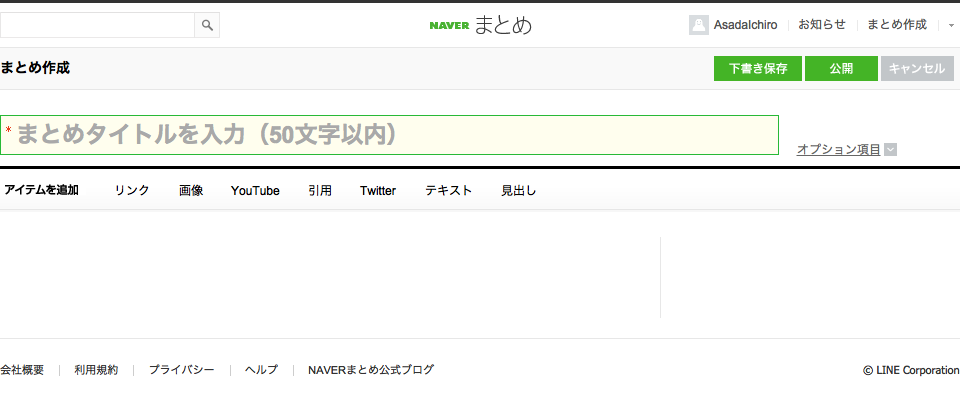 NAVER まとめ AsadaIchiro お知らせ まとめ作成
まとめ作成 下書き保存 公開 キャンセル
* まとめタイトルを入力（50文字以内）
オプション項目
アイテムを追加 リンク 画像 YouTube 引用 Twitter テキスト 見出し
会社概要 利用規約 プライバシー ヘルプ NAVERまとめ公式ブログ © LINE Corporation